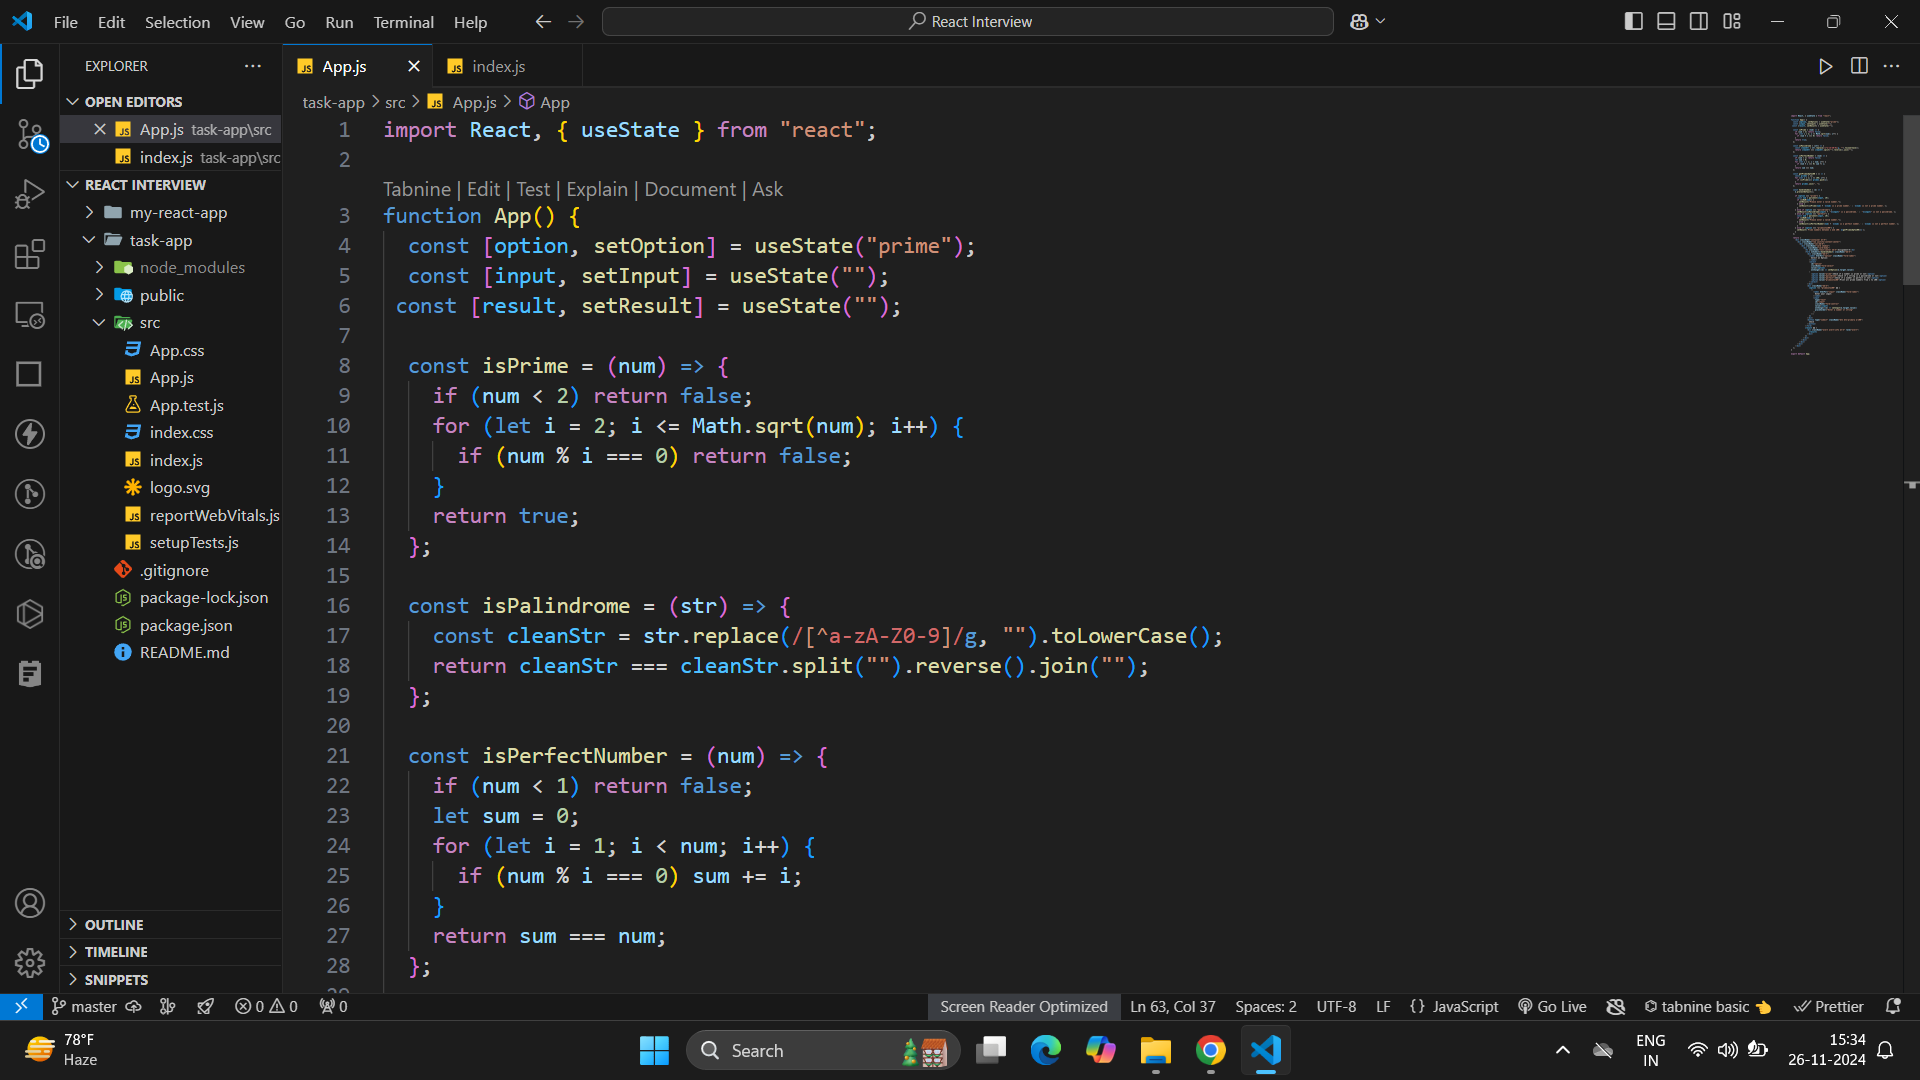 File Edit Selection View Go Run Terminal Help
React Interview
EXPLORER
OPEN EDITORS
App.js task-app\src
index.js task-app\src
REACT INTERVIEW
my-react-app
task-app
node_modules
public
src
App.css
App.js
App.test.js
index.css
index.js
logo.svg
reportWebVitals.js
setupTests.js
.gitignore
package-lock.json
package.json
README.md
OUTLINE
TIMELINE
SNIPPETS
App.js
index.js
task-app > src > App.js > App
1 import React, { useState } from "react";
2
Tabnine | Edit | Test | Explain | Document | Ask
3 function App() {
4 const [option, setOption] = useState("prime");
5 const [input, setInput] = useState("");
6 const [result, setResult] = useState("");
7
8 const isPrime = (num) => {
9 if (num < 2) return false;
10 for (let i = 2; i <= Math.sqrt(num); i++) {
11 if (num % i === 0) return false;
12 }
13 return true;
14 };
15
16 const isPalindrome = (str) => {
17 const cleanStr = str.replace(/[^a-zA-Z0-9]/g, "").toLowerCase();
18 return cleanStr === cleanStr.split("").reverse().join("");
19 };
20
21 const isPerfectNumber = (num) => {
22 if (num < 1) return false;
23 let sum = 0;
24 for (let i = 1; i < num; i++) {
25 if (num % i === 0) sum += i;
26 }
27 return sum === num;
28 };
master 0 0 0
Screen Reader Optimized Ln 63, Col 37 Spaces: 2 UTF-8 LF {} JavaScript Go Live tabnine basic Prettier
78°F
Haze
Search
ENG
IN
15:34
26-11-2024